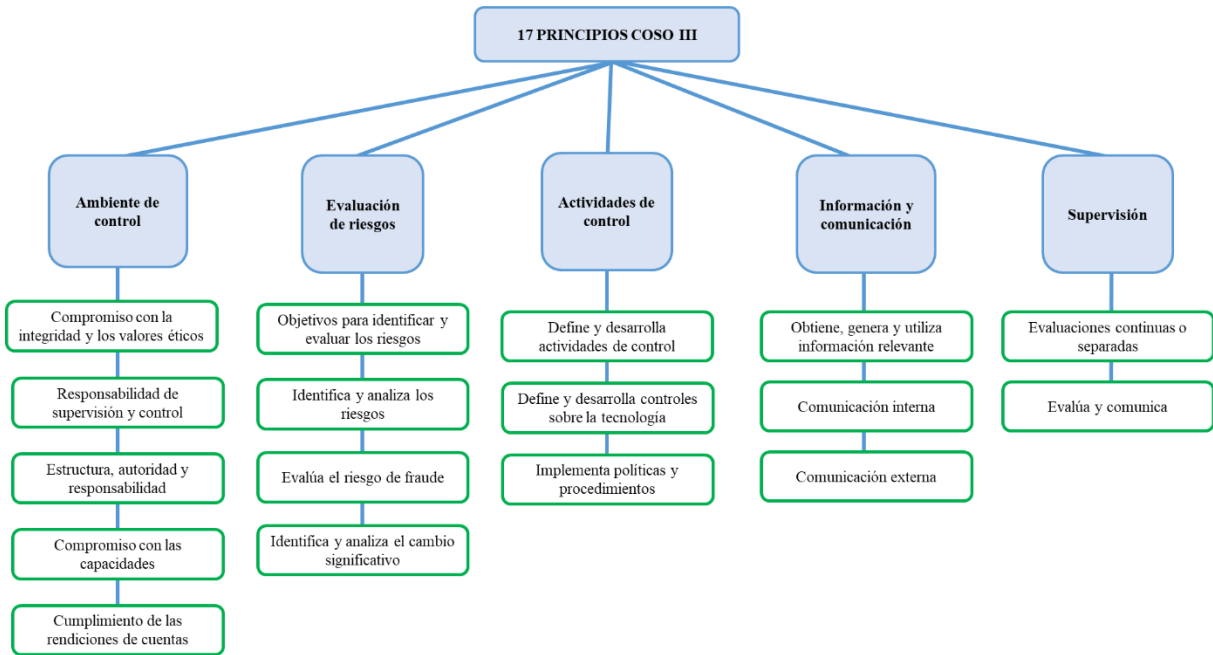 17 PRINCIPIOS COSO III
Ambiente de
control
Compromiso con la
integridad y los valores éticos
Responsabilidad de
supervisión y control
Estructura, autoridad y
responsabilidad
Compromiso con las
capacidades
Cumplimiento de las
rendiciones de cuentas
Evaluación
de riesgos
Objetivos para identificar y
evaluar los riesgos
Identifica y analiza los
riesgos
Evalúa el riesgo de fraude
Identifica y analiza el cambio
significativo
Actividades de
control
Define y desarrolla
actividades de control
Define y desarrolla controles
sobre la tecnología
Implementa políticas y
procedimientos
Información y
comunicación
Obtiene, genera y utiliza
información relevante
Comunicación interna
Comunicación externa
Supervisión
Evaluaciones continuas o
separadas
Evalúa y comunica